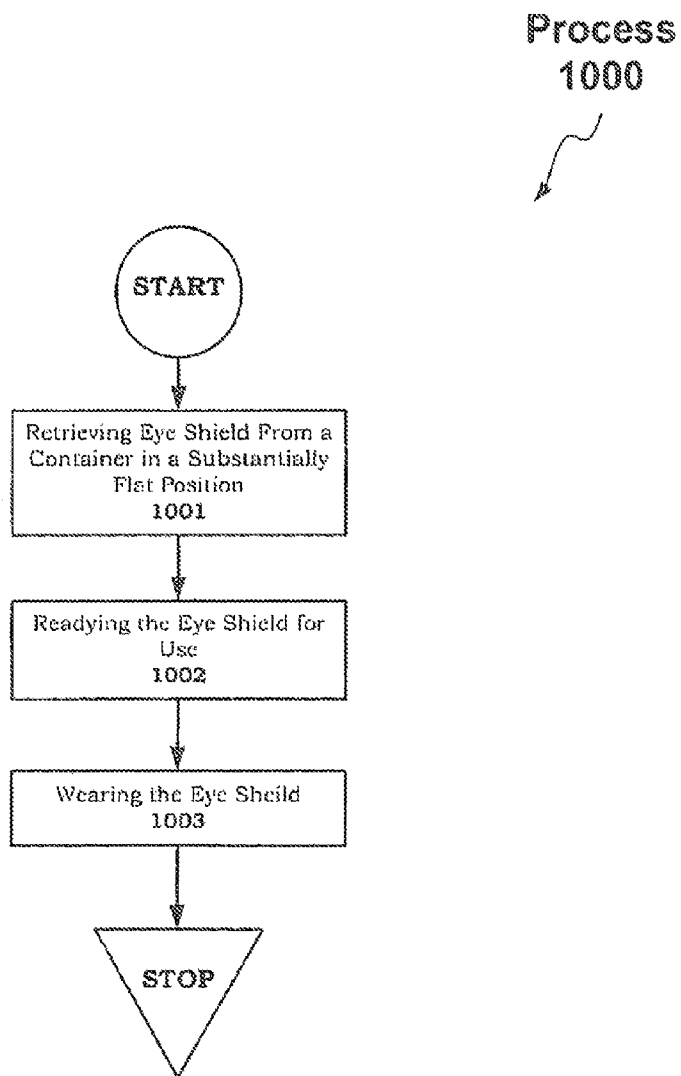 Process
1000
START
Retrieving Eye Shield From a
Container in a Substantially
Flat Position
1001
Readying the Eye Shield for
Use
1002
Wearing the Eye Sheild
1003
STOP